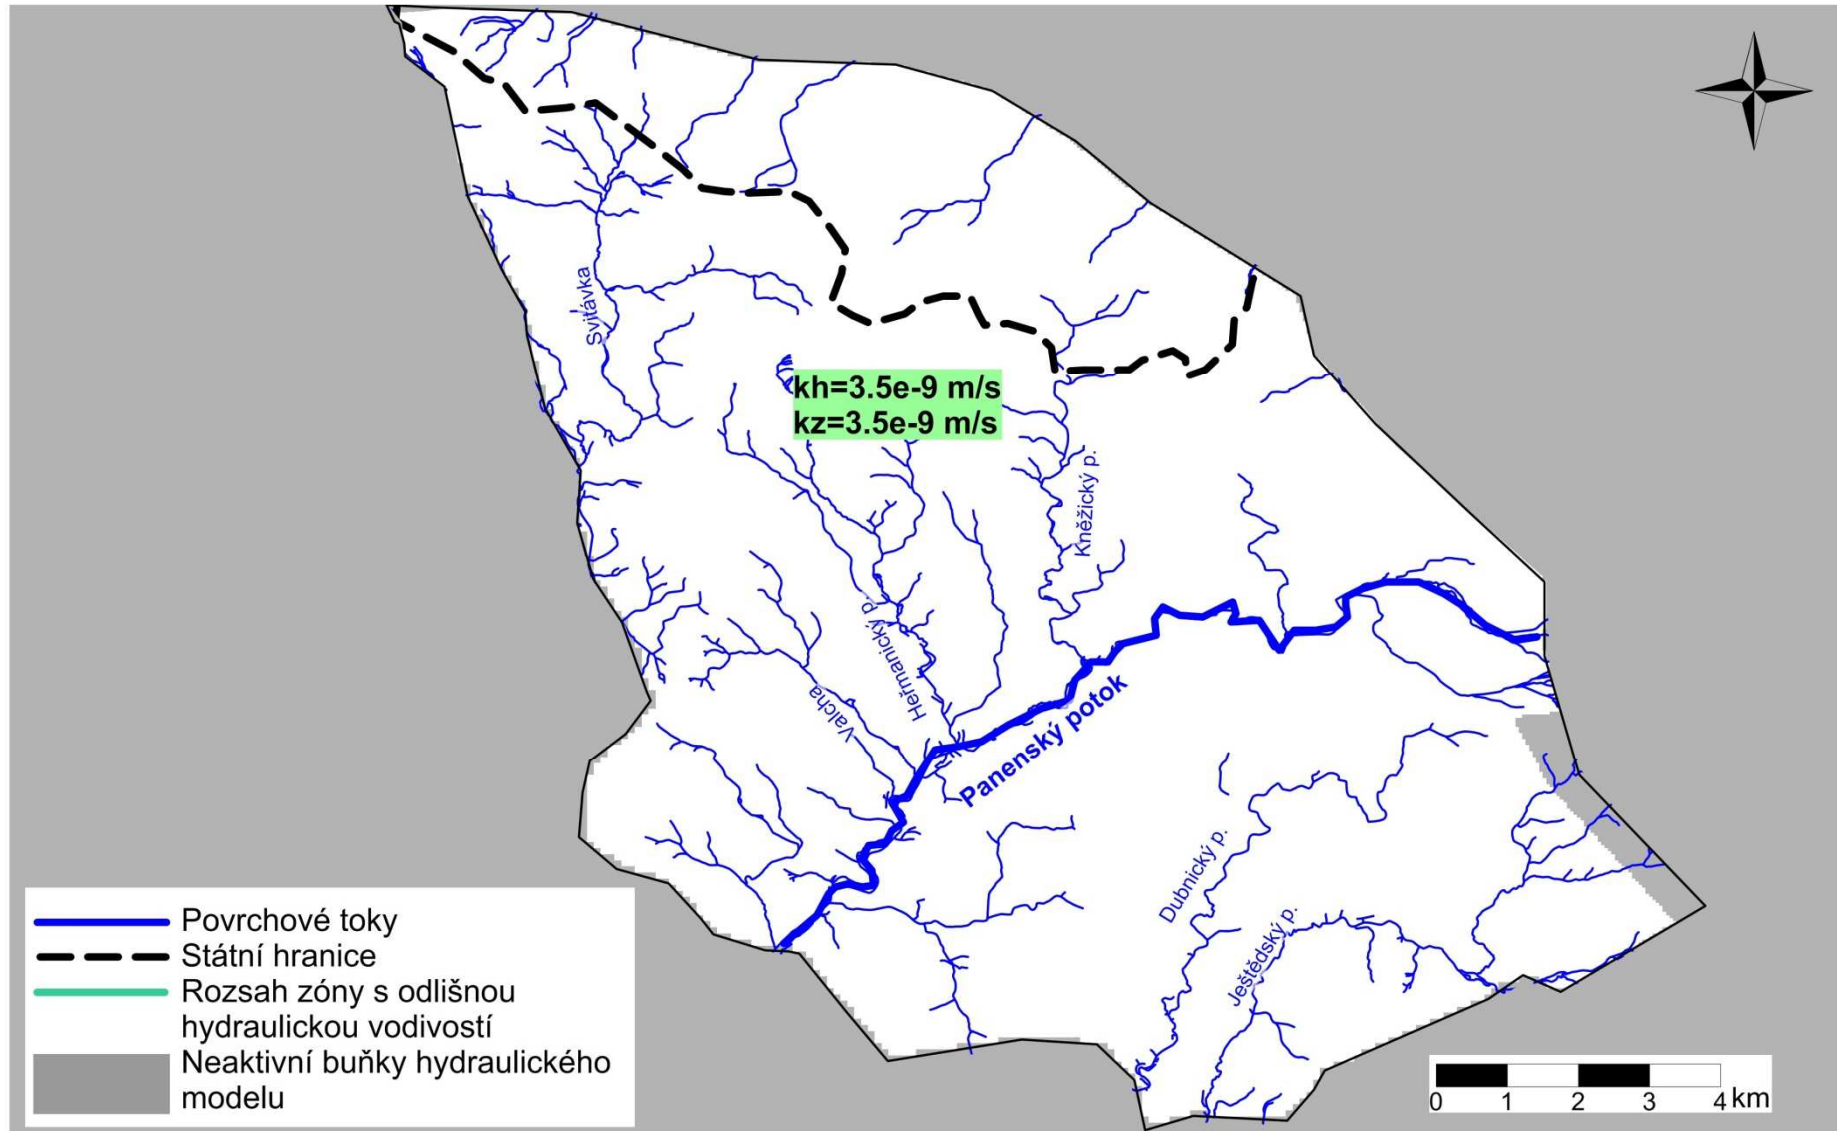 Svitávka
kh=3.5e-9 m/s
kz=3.5e-9 m/s
Kněžický p.
Heřmanický p.
Valcha
Panenský potok
Dubnický p.
Ještědský p.
Povrchové toky
Státní hranice
Rozsah zóny s odlišnou
hydraulickou vodivostí
Neaktivní buňky hydraulického
modelu
0 1 2 3 4 km